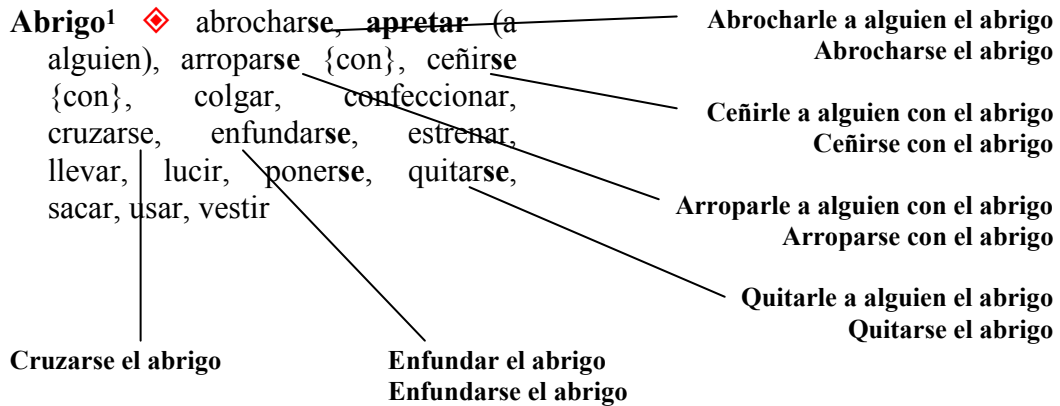 Abrigo¹ abrocharse, apretar (a
alguien), arroparse {con}, ceñirse
{con}, colgar, confeccionar,
cruzarse, enfundarse, estrenar,
llevar, lucir, ponerse, quitarse,
sacar, usar, vestir
Abrocharle a alguien el abrigo
Abrocharse el abrigo
Ceñirle a alguien con el abrigo
Ceñirse con el abrigo
Arroparle a alguien con el abrigo
Arroparse con el abrigo
Quitarle a alguien el abrigo
Quitarse el abrigo
Cruzarse el abrigo
Enfundar el abrigo
Enfundarse el abrigo